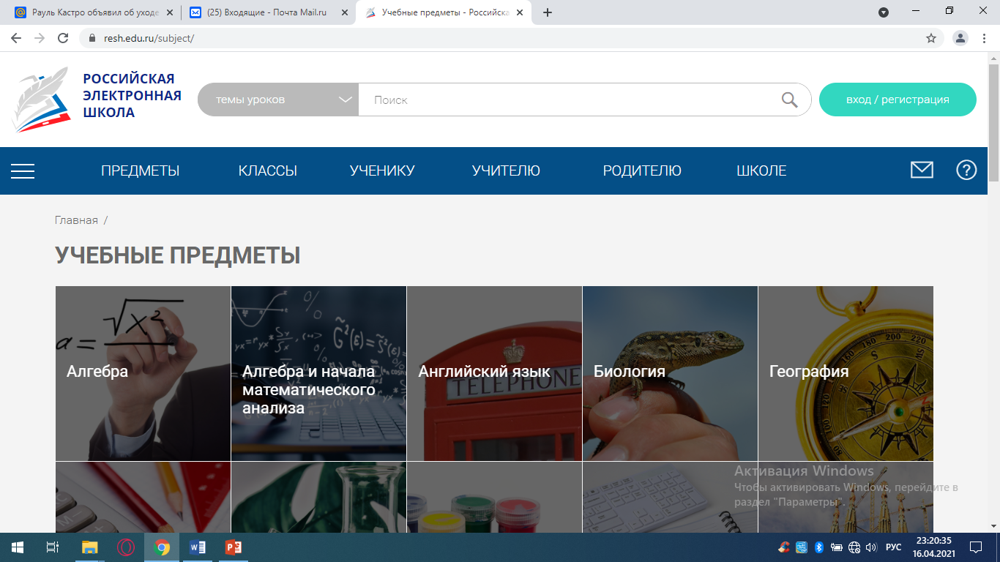 Рауль Кастро объявил об уходе
(25) Входящие - Почта Mail.ru
Учебные предметы - Российска
resh.edu.ru/subject/
РОССИЙСКАЯ
ЭЛЕКТРОННАЯ
ШКОЛА
темы уроков
Поиск
вход / регистрация
ПРЕДМЕТЫ
КЛАССЫ
УЧЕНИКУ
УЧИТЕЛЮ
РОДИТЕЛЮ
ШКОЛЕ
Главная /
УЧЕБНЫЕ ПРЕДМЕТЫ
Алгебра
Алгебра и начала
математического
анализа
Английский язык
TELEPHONE
Биология
География
Активация Windows
Чтобы активировать Windows, перейдите в
раздел "Параметры".
РУС
23:20:35
16.04.2021